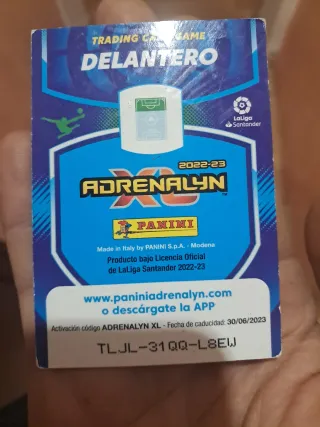 TRADING CARD GAME
DELANTERO
LaLiga
Santander
2022-23
ADRENALYN
XL
PANINI
Made in Italy by PANINI S.p.A. - Modena
Producto bajo Licencia Oficial
de LaLiga Santander 2022-23
www.paniniadrenalyn.com
o descárgate la APP
Activación código ADRENALYN XL - Fecha de caducidad: 30/06/2023
TLJL-31QQ-L8EW